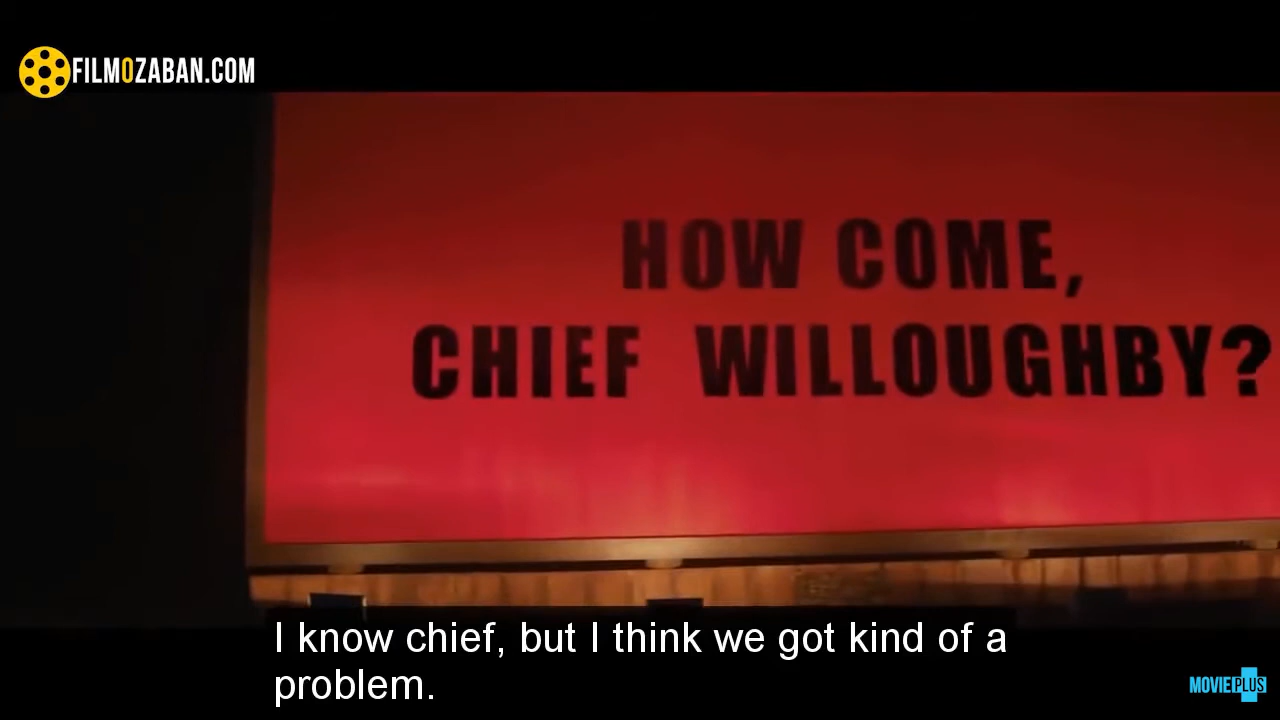 FILMOZABAN.COM
HOW COME,
CHIEF WILLOUGHBY?
I know chief, but I think we got kind of a
problem.
MOVIEPLUS